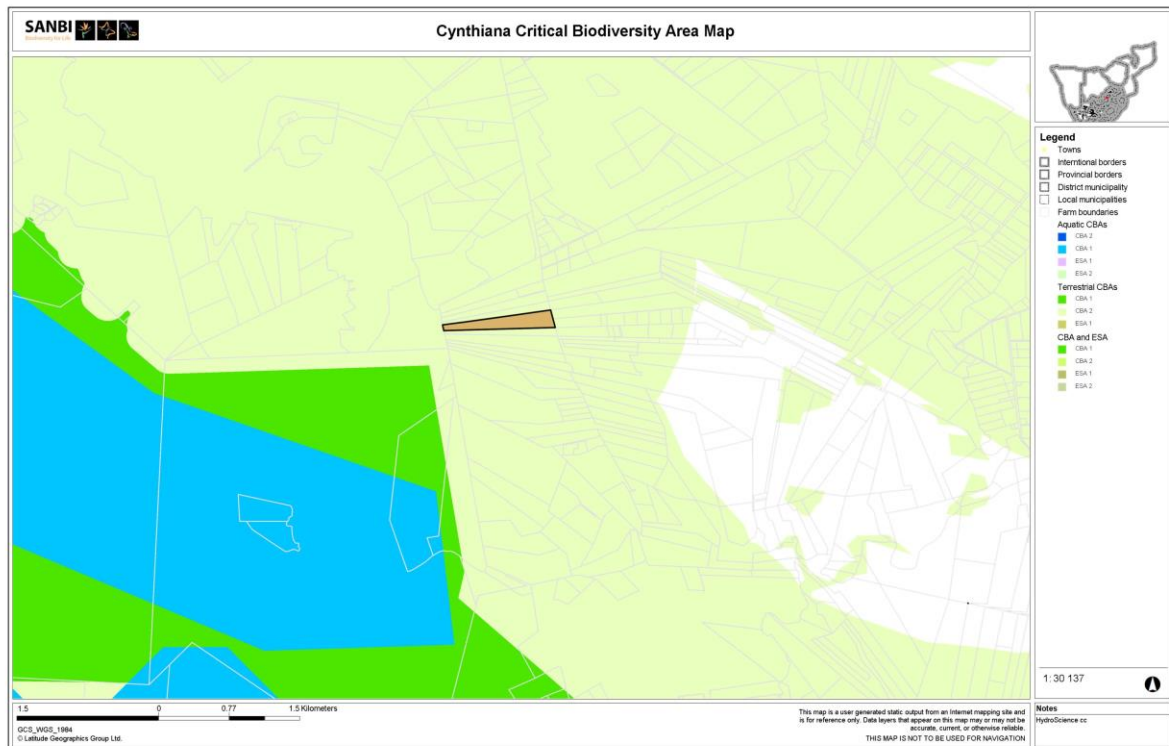 SANBI
Biodiversity for Life
Cynthiana Critical Biodiversity Area Map
Legend
Towns
Interntional borders
Provincial borders
District municiipality
Local municipalities
Farm boundaries
Aquatic CBAs
CBA 2
CBA 1
ESA 1
ESA 2
Terrestrial CBAs
CBA 1
CBA 2
ESA 1
CBA and ESA
CBA 1
CBA 2
ESA 1
ESA 2
1: 30 137
1.5 0 0.77 1.5 Kilometers
GCS_WGS_1984
© Latitude Geographics Group Ltd.
This map is a user generated static output from an Internet mapping site and
is for reference only. Data layers that appear on this map may or may not be
accurate, current, or otherwise reliable.
THIS MAP IS NOT TO BE USED FOR NAVIGATION
Notes
HydroScience cc